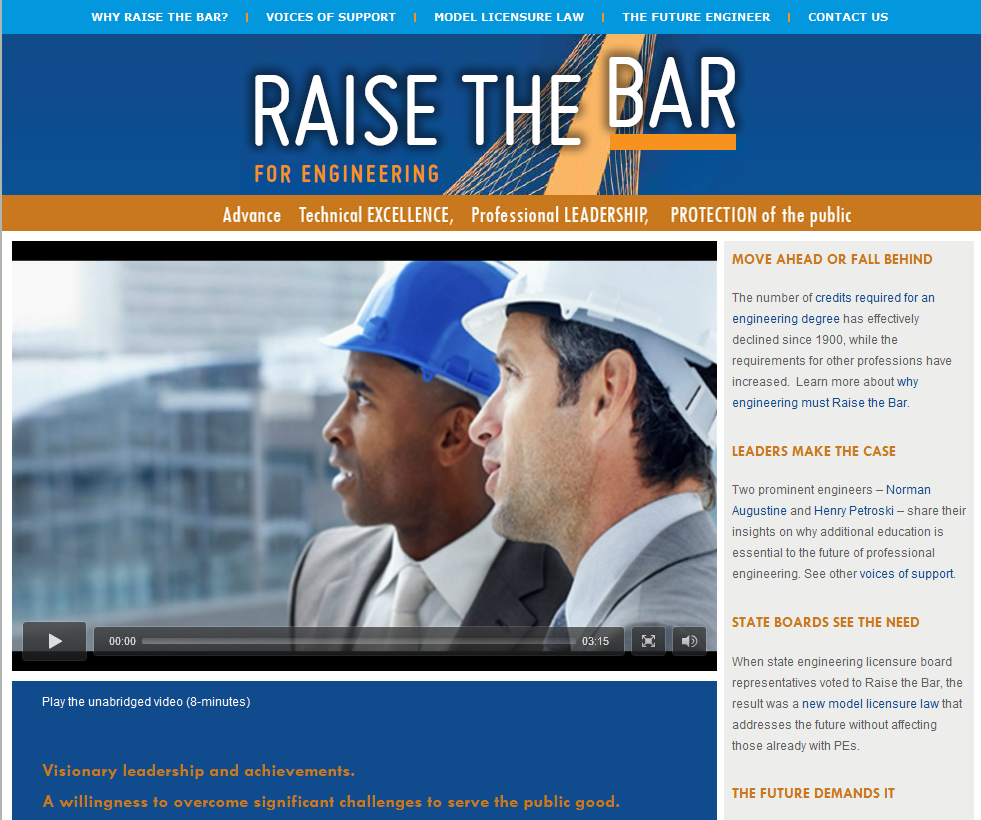 WHY RAISE THE BAR? | VOICES OF SUPPORT | MODEL LICENSURE LAW | THE FUTURE ENGINEER | CONTACT US
RAISE THE BAR
FOR ENGINEERING
Advance Technical EXCELLENCE, Professional LEADERSHIP, PROTECTION of the public
00:00 03:15
Play the unabridged video (8-minutes)
Visionary leadership and achievements.
A willingness to overcome significant challenges to serve the public good.
MOVE AHEAD OR FALL BEHIND
The number of credits required for an
engineering degree has effectively
declined since 1900, while the
requirements for other professions have
increased. Learn more about why
engineering must Raise the Bar.
LEADERS MAKE THE CASE
Two prominent engineers – Norman
Augustine and Henry Petroski – share their
insights on why additional education is
essential to the future of professional
engineering. See other voices of support.
STATE BOARDS SEE THE NEED
When state engineering licensure board
representatives voted to Raise the Bar, the
result was a new model licensure law that
addresses the future without affecting
those already with PEs.
THE FUTURE DEMANDS IT